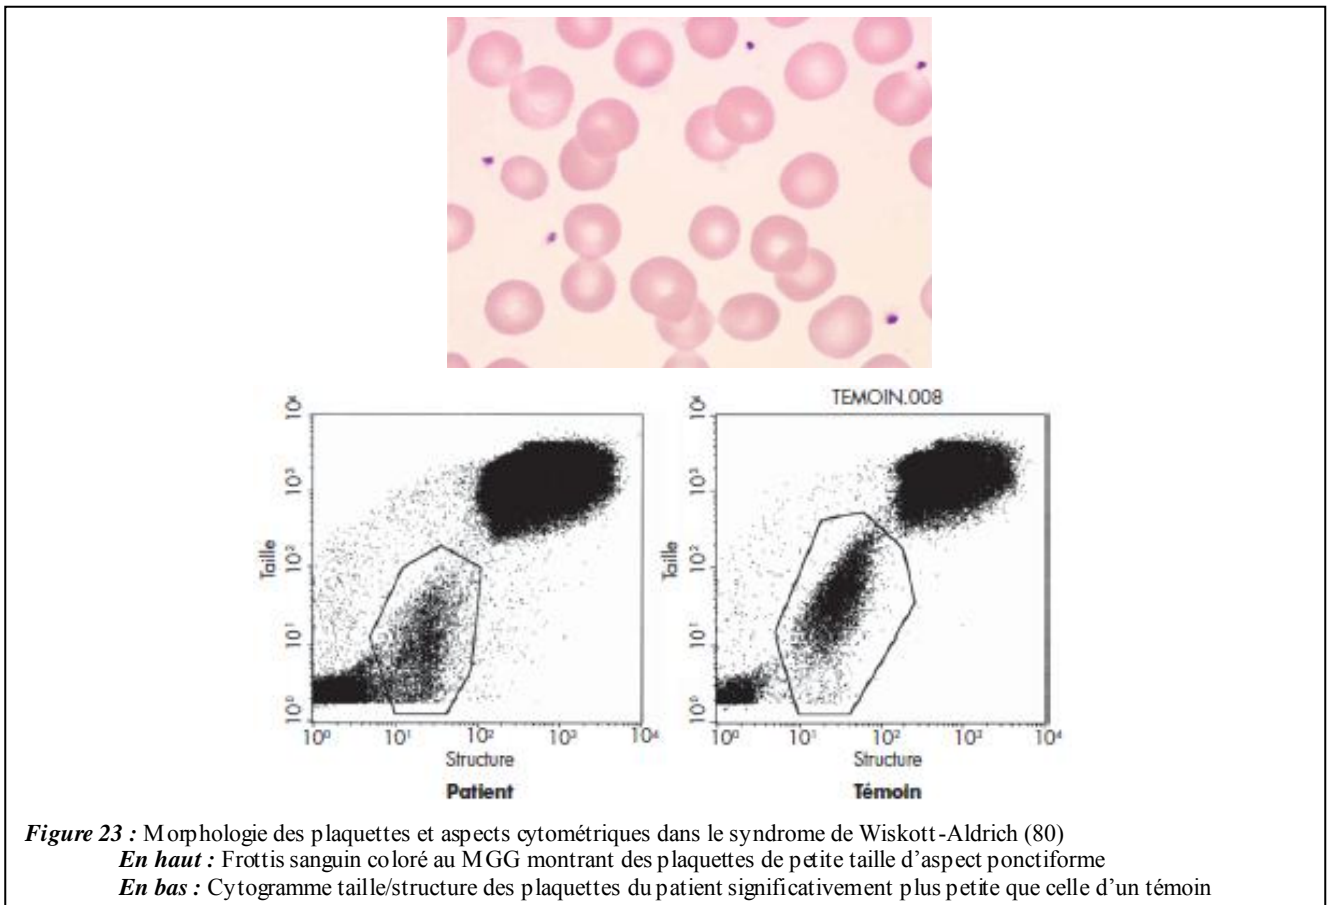 TEMOIN.008
10⁴
10³
Taille
10²
10¹
10⁰
10⁰ 10¹ 10² 10³ 10⁴
Structure
Patient
10⁴
10³
Taille
10²
10¹
10⁰
10⁰ 10¹ 10² 10³ 10⁴
Structure
Témoin
Figure 23 : Morphologie des plaquettes et aspects cytométriques dans le syndrome de Wiskott-Aldrich (80)
En haut : Frottis sanguin coloré au MGG montrant des plaquettes de petite taille d'aspect ponctiforme
En bas : Cytogramme taille/structure des plaquettes du patient significativement plus petite que celle d'un témoin